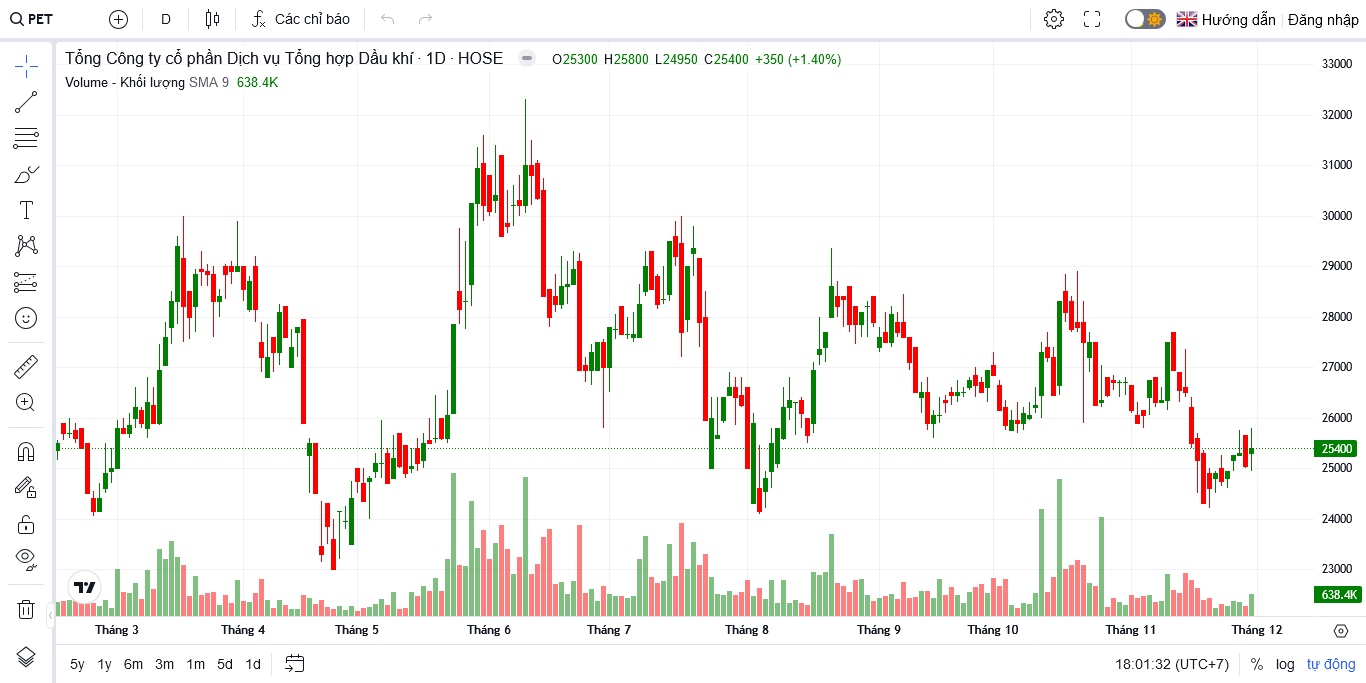 PET D Các chỉ báo Hướng dẫn Đăng nhập
Tổng Công ty cổ phần Dịch vụ Tổng hợp Dầu khí · 1D · HOSE O25300 H25800 L24950 C25400 +350 (+1.40%)
Volume - Khối lượng SMA 9 638.4K
33000
32000
31000
30000
29000
28000
27000
26000
25400
25000
24000
23000
638.4K
Tháng 3 Tháng 4 Tháng 5 Tháng 6 Tháng 7 Tháng 8 Tháng 9 Tháng 10 Tháng 11 Tháng 12
5y 1y 6m 3m 1m 5d 1d 18:01:32 (UTC+7) % log tự động